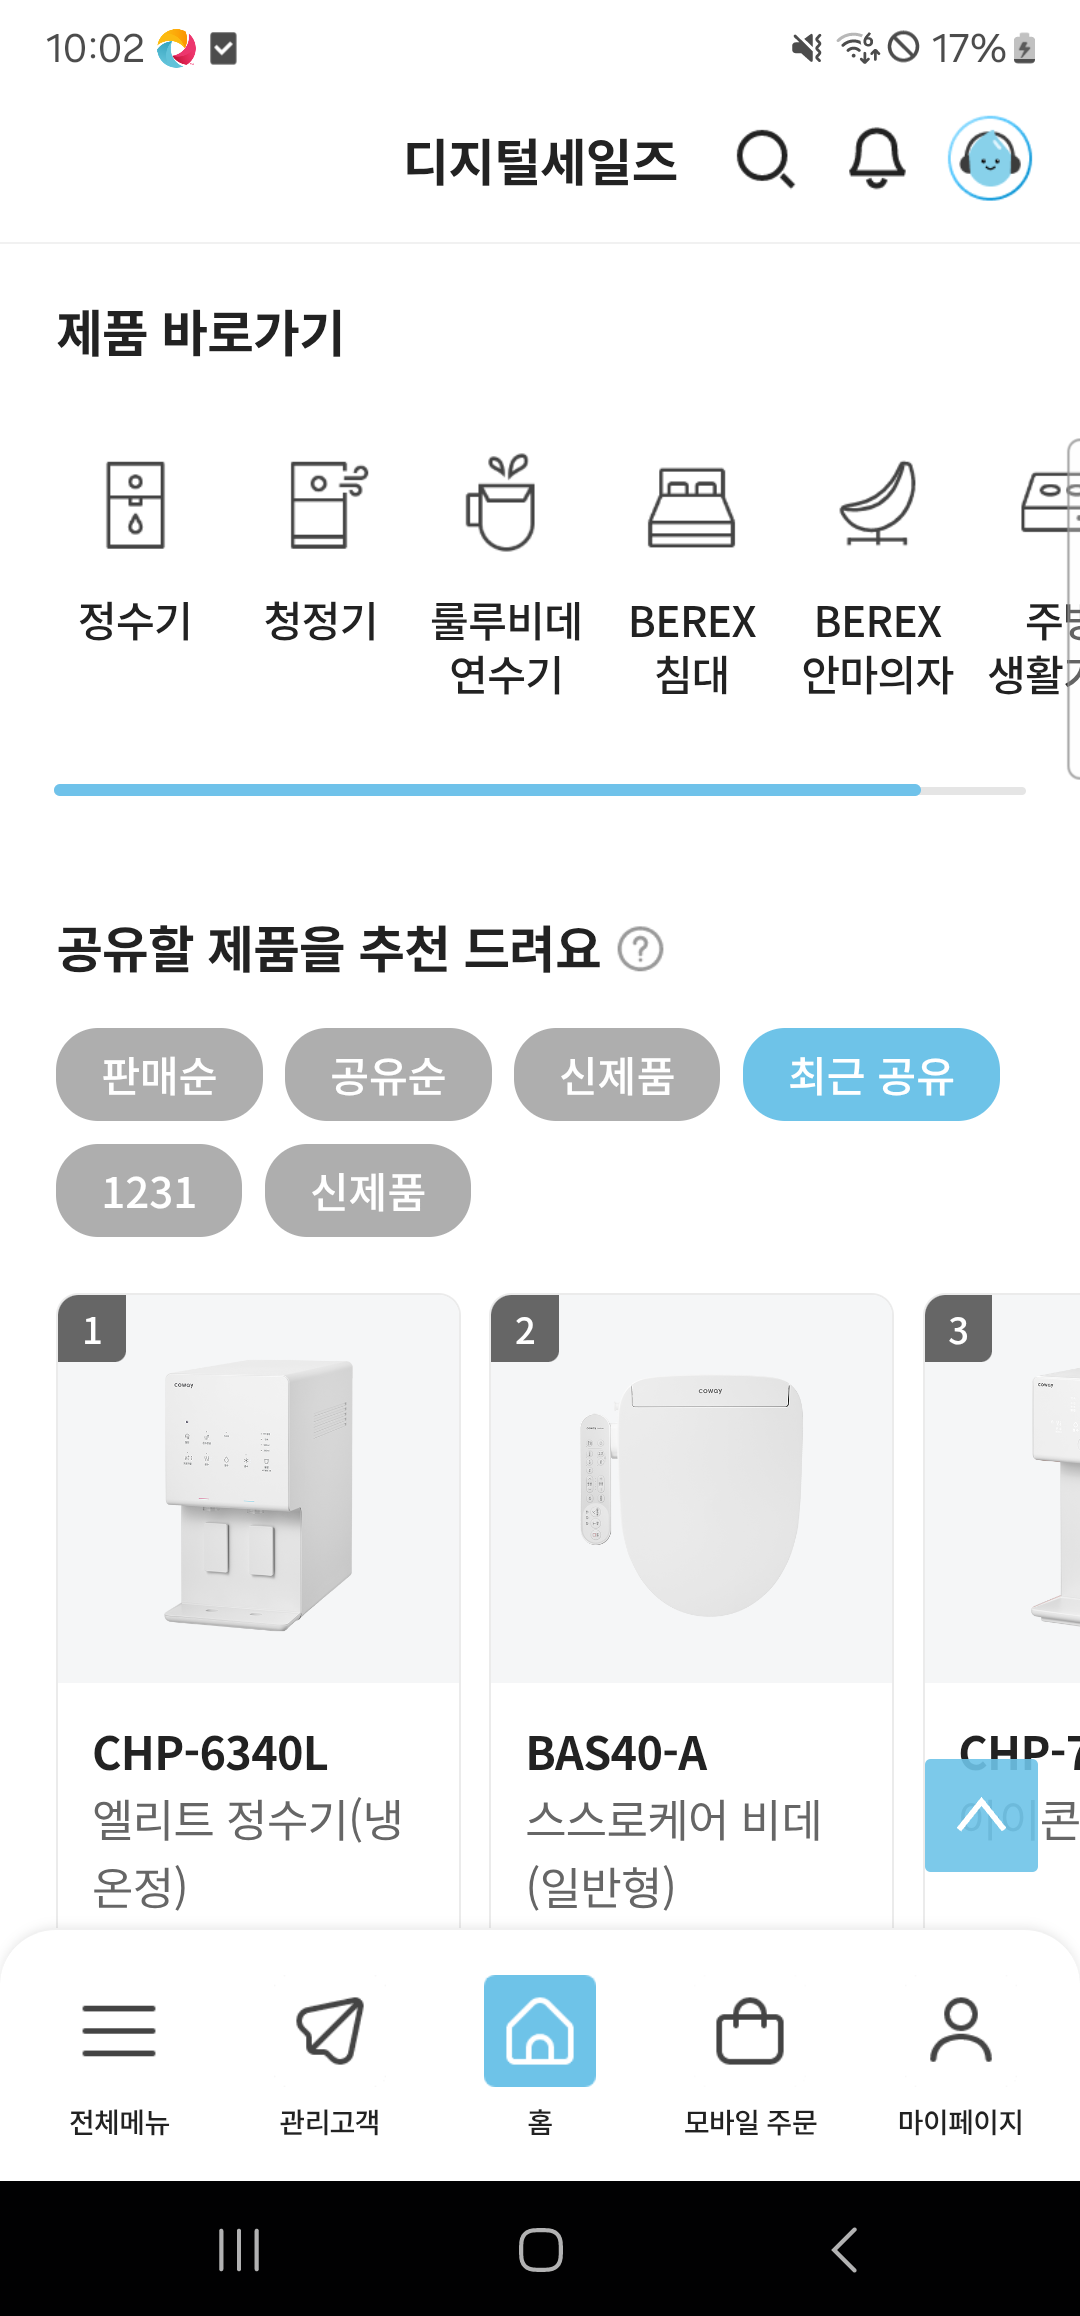 10:02
17%
디지털세일즈
제품 바로가기
정수기
청정기
룰루비데
연수기
BEREX
침대
BEREX
안마의자
생활
공유할 제품을 추천 드려요 ?
판매순
공유순
신제품
최근 공유
1231
신제품
1
coway
2
coway
3
coway
CHP-6340L
엘리트 정수기(냉
온정)
BAS40-A
스스로케어 비데
(일반형)
CHP-7
아이콘
전체메뉴
관리고객
홈
모바일 주문
마이페이지